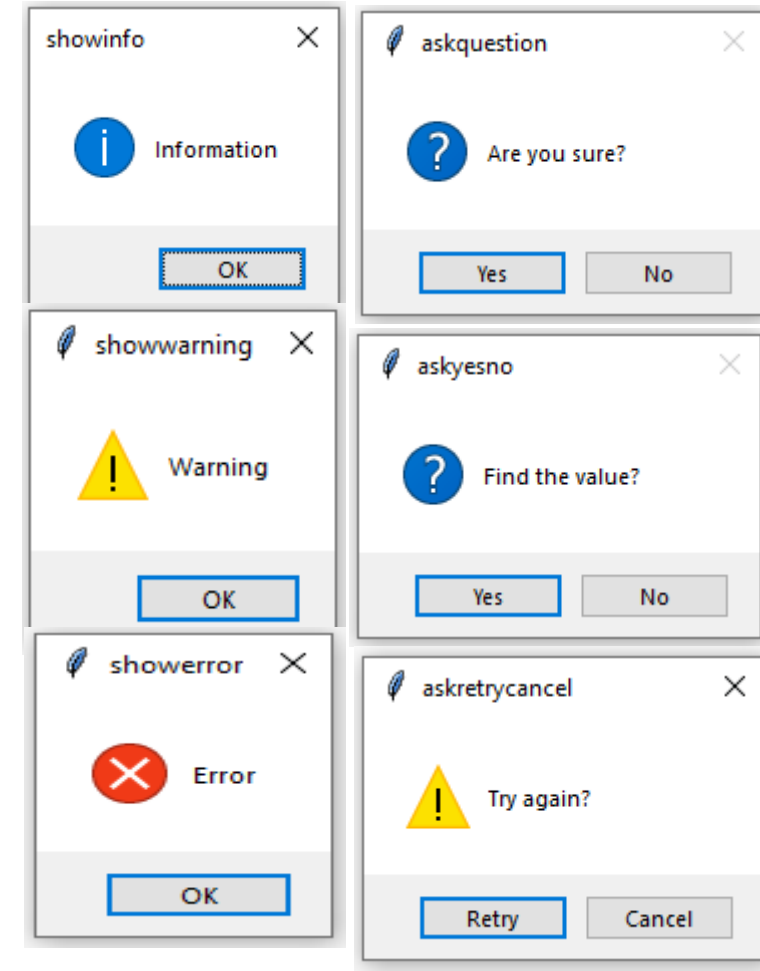 showinfo
Information
OK
askquestion
Are you sure?
Yes No
showwarning
Warning
OK
askyesno
Find the value?
Yes No
showerror
Error
OK
askretrycancel
Try again?
Retry Cancel